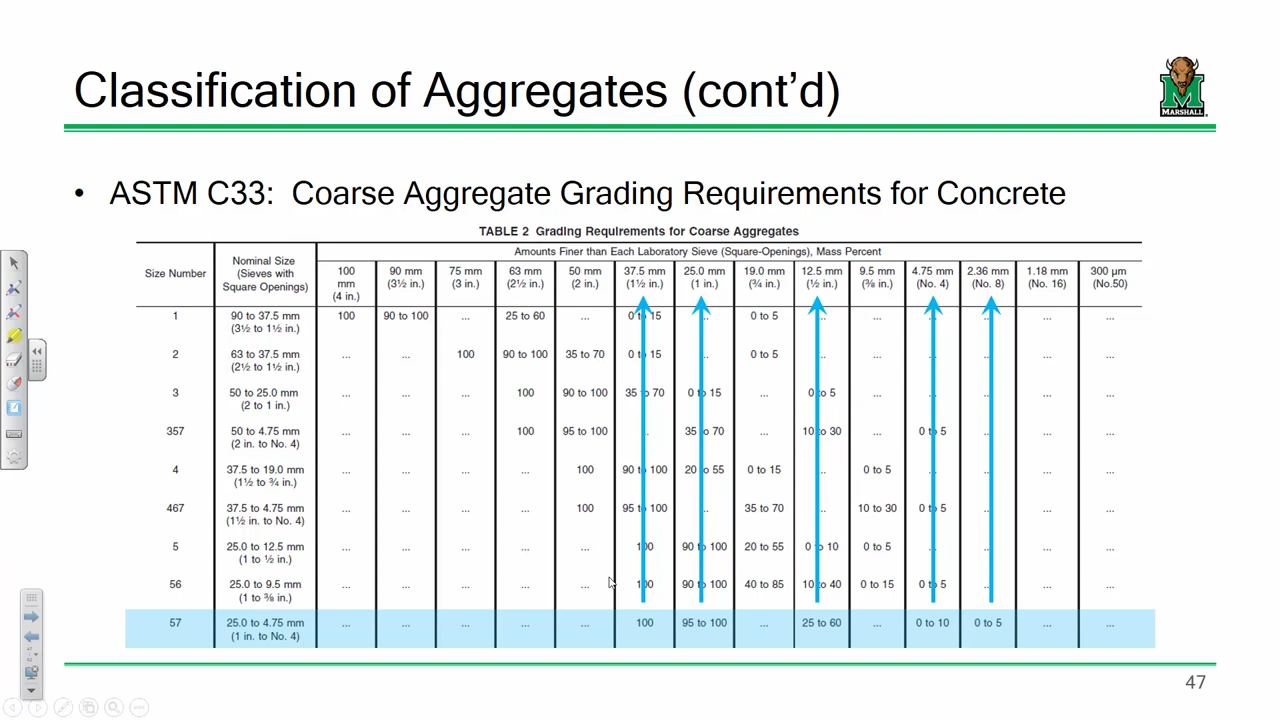 Classification of Aggregates (cont’d)
MARSHALL
• ASTM C33: Coarse Aggregate Grading Requirements for Concrete
TABLE 2 Grading Requirements for Coarse Aggregates
Size Number Nominal Size (Sieves with Square Openings) Amounts Finer than Each Laboratory Sieve (Square-Openings), Mass Percent
100 mm (4 in.) 90 mm (3½ in.) 75 mm (3 in.) 63 mm (2½ in.) 50 mm (2 in.) 37.5 mm (1½ in.) 25.0 mm (1 in.) 19.0 mm (¾ in.) 12.5 mm (½ in.) 9.5 mm (⅜ in.) 4.75 mm (No. 4) 2.36 mm (No. 8) 1.18 mm (No. 16) 300 µm (No.50)
1 90 to 37.5 mm (3½ to 1½ in.) 100 90 to 100 ... 25 to 60 ... 0 to 15 ... 0 to 5 ... ... ... ... ... ...
2 63 to 37.5 mm (2½ to 1½ in.) ... ... 100 90 to 100 35 to 70 0 to 15 ... 0 to 5 ... ... ... ... ... ...
3 50 to 25.0 mm (2 to 1 in.) ... ... ... 100 90 to 100 35 to 70 0 to 15 ... 0 to 5 ... ... ... ... ...
357 50 to 4.75 mm (2 in. to No. 4) ... ... ... 100 95 to 100 ... 35 to 70 ... 10 to 30 ... 0 to 5 ... ... ...
4 37.5 to 19.0 mm (1½ to ¾ in.) ... ... ... ... 100 90 to 100 20 to 55 0 to 15 ... 0 to 5 ... ... ... ...
467 37.5 to 4.75 mm (1½ in. to No. 4) ... ... ... ... 100 95 to 100 ... 35 to 70 ... 10 to 30 0 to 5 ... ... ...
5 25.0 to 12.5 mm (1 to ½ in.) ... ... ... ... ... 100 90 to 100 20 to 55 0 to 10 0 to 5 ... ... ... ...
56 25.0 to 9.5 mm (1 to ⅜ in.) ... ... ... ... ... 100 90 to 100 40 to 85 10 to 40 0 to 15 0 to 5 ... ... ...
57 25.0 to 4.75 mm (1 in. to No. 4) ... ... ... ... ... 100 95 to 100 ... 25 to 60 ... 0 to 10 0 to 5 ... ...
47